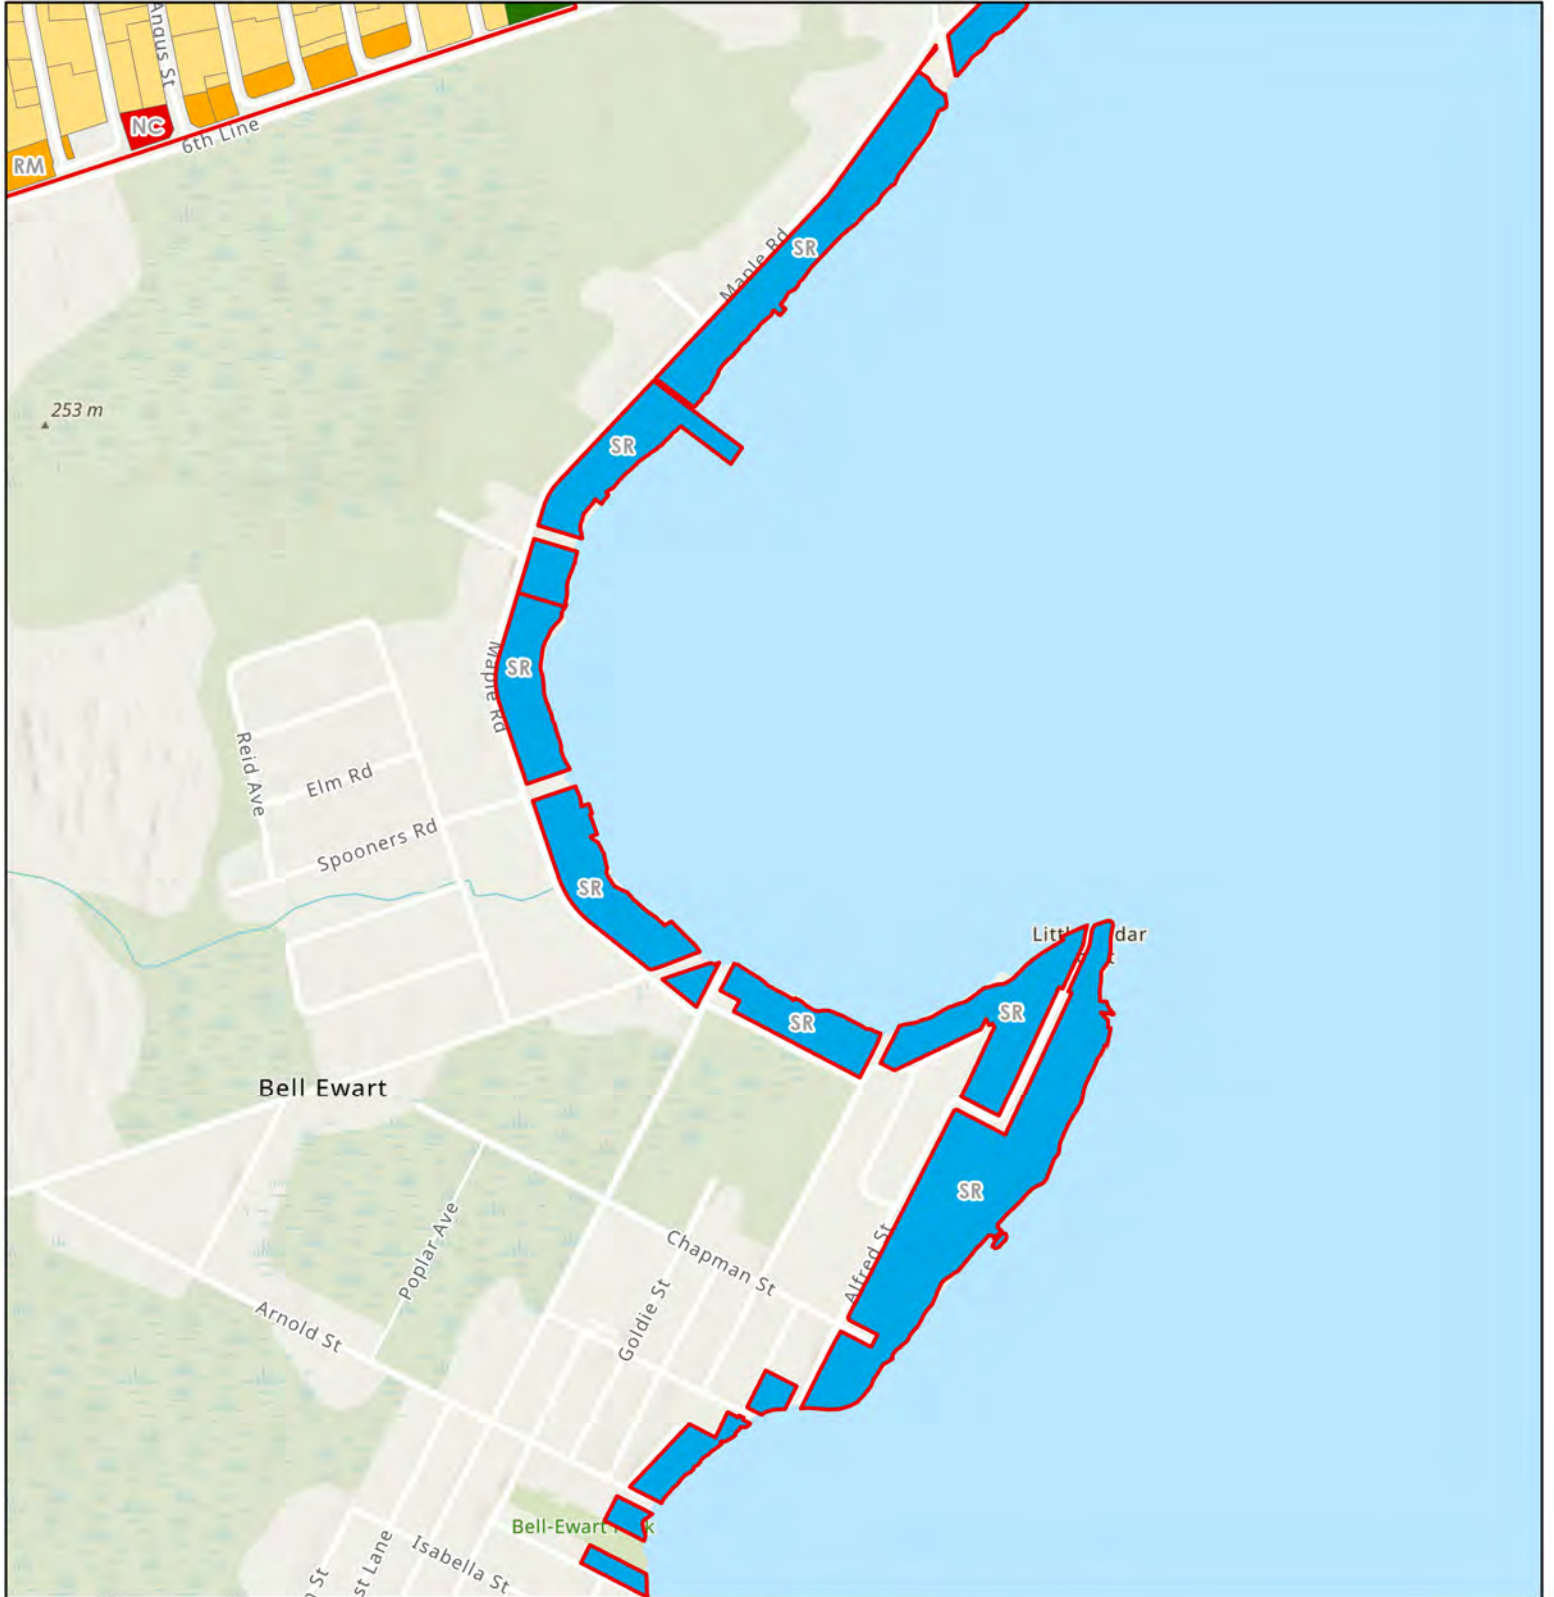 Angus St
NC
6th Line
RM
Maple Rd
SR
253 m
SR
Maple Rd
SR
Reid Ave
Elm Rd
Spooners Rd
SR
SR
SR
Bell Ewart
SR
Poplar Ave
Chapman St
Alfred St
Goldie St
Arnold St
Bell-Ewart
Isabella St